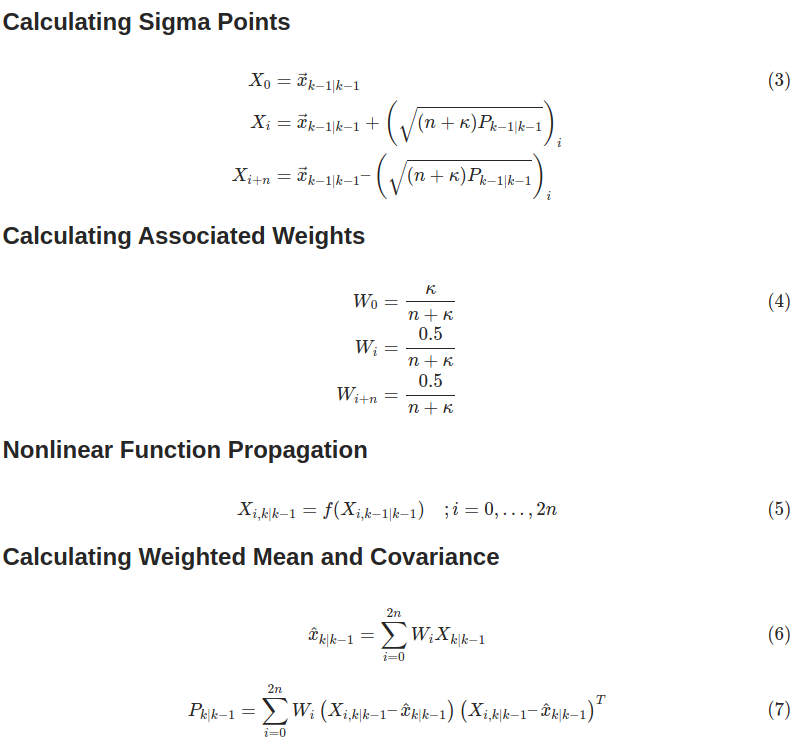 Calculating Sigma Points
$X_0 = \vec{x}_{k-1|k-1}$ (3)
$X_i = \vec{x}_{k-1|k-1} + \left(\sqrt{(n + \kappa)P_{k-1|k-1}}\right)_i$
$X_{i+n} = \vec{x}_{k-1|k-1} – \left(\sqrt{(n + \kappa)P_{k-1|k-1}}\right)_i$
Calculating Associated Weights
$W_0 = \frac{\kappa}{n + \kappa}$ (4)
$W_i = \frac{0.5}{n + \kappa}$
$W_{i+n} = \frac{0.5}{n + \kappa}$
Nonlinear Function Propagation
$X_{i,k|k-1} = f(X_{i,k-1|k-1}) \quad ; i = 0, \ldots, 2n$ (5)
Calculating Weighted Mean and Covariance
$\hat{x}_{k|k-1} = \sum_{i=0}^{2n} W_i X_{k|k-1}$ (6)
$P_{k|k-1} = \sum_{i=0}^{2n} W_i \left(X_{i,k|k-1} – \hat{x}_{k|k-1}\right) \left(X_{i,k|k-1} – \hat{x}_{k|k-1}\right)^T$ (7)